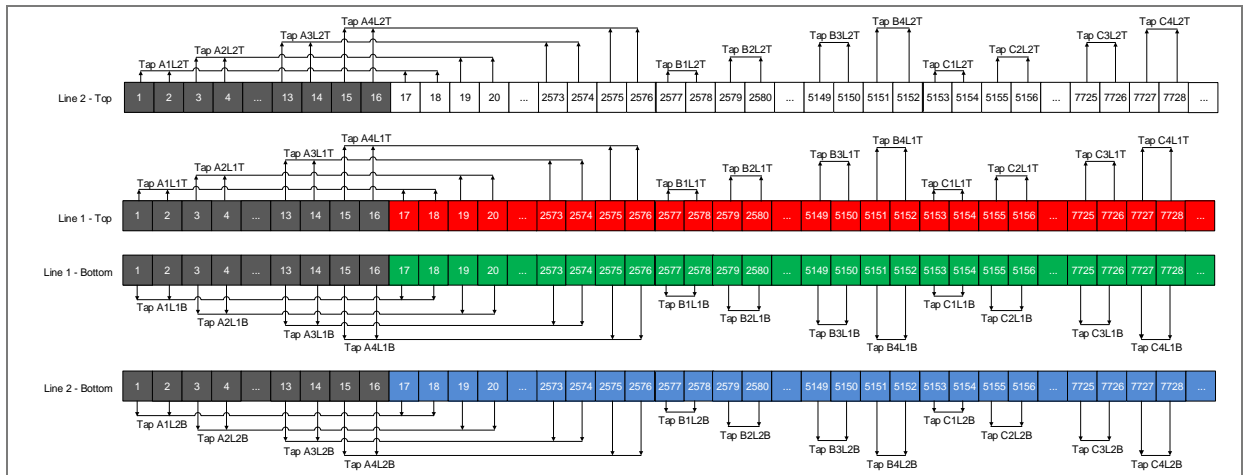 Tap A4L2T Tap B4L2T Tap C4L2T
Tap A3L2T Tap B3L2T Tap C3L2T
Tap A2L2T Tap B2L2T Tap C2L2T
Tap A1L2T Tap B1L2T Tap C1L2T
Line 2 - Top 1 2 3 4 ... 13 14 15 16 17 18 19 20 ... 2573 2574 2575 2576 2577 2578 2579 2580 ... 5149 5150 5151 5152 5153 5154 5155 5156 ... 7725 7726 7727 7728 ...
Tap A4L1T Tap B4L1T Tap C4L1T
Tap A3L1T Tap B3L1T Tap C3L1T
Tap A2L1T Tap B2L1T Tap C2L1T
Tap A1L1T Tap B1L1T Tap C1L1T
Line 1 - Top 1 2 3 4 ... 13 14 15 16 17 18 19 20 ... 2573 2574 2575 2576 2577 2578 2579 2580 ... 5149 5150 5151 5152 5153 5154 5155 5156 ... 7725 7726 7727 7728 ...
Line 1 - Bottom 1 2 3 4 ... 13 14 15 16 17 18 19 20 ... 2573 2574 2575 2576 2577 2578 2579 2580 ... 5149 5150 5151 5152 5153 5154 5155 5156 ... 7725 7726 7727 7728 ...
Tap A1L1B Tap B1L1B Tap C1L1B
Tap A2L1B Tap B2L1B Tap C2L1B
Tap A3L1B Tap B3L1B Tap C3L1B
Tap A4L1B Tap B4L1B Tap C4L1B
Line 2 - Bottom 1 2 3 4 ... 13 14 15 16 17 18 19 20 ... 2573 2574 2575 2576 2577 2578 2579 2580 ... 5149 5150 5151 5152 5153 5154 5155 5156 ... 7725 7726 7727 7728 ...
Tap A1L2B Tap B1L2B Tap C1L2B
Tap A2L2B Tap B2L2B Tap C2L2B
Tap A3L2B Tap B3L2B Tap C3L2B
Tap A4L2B Tap B4L2B Tap C4L2B